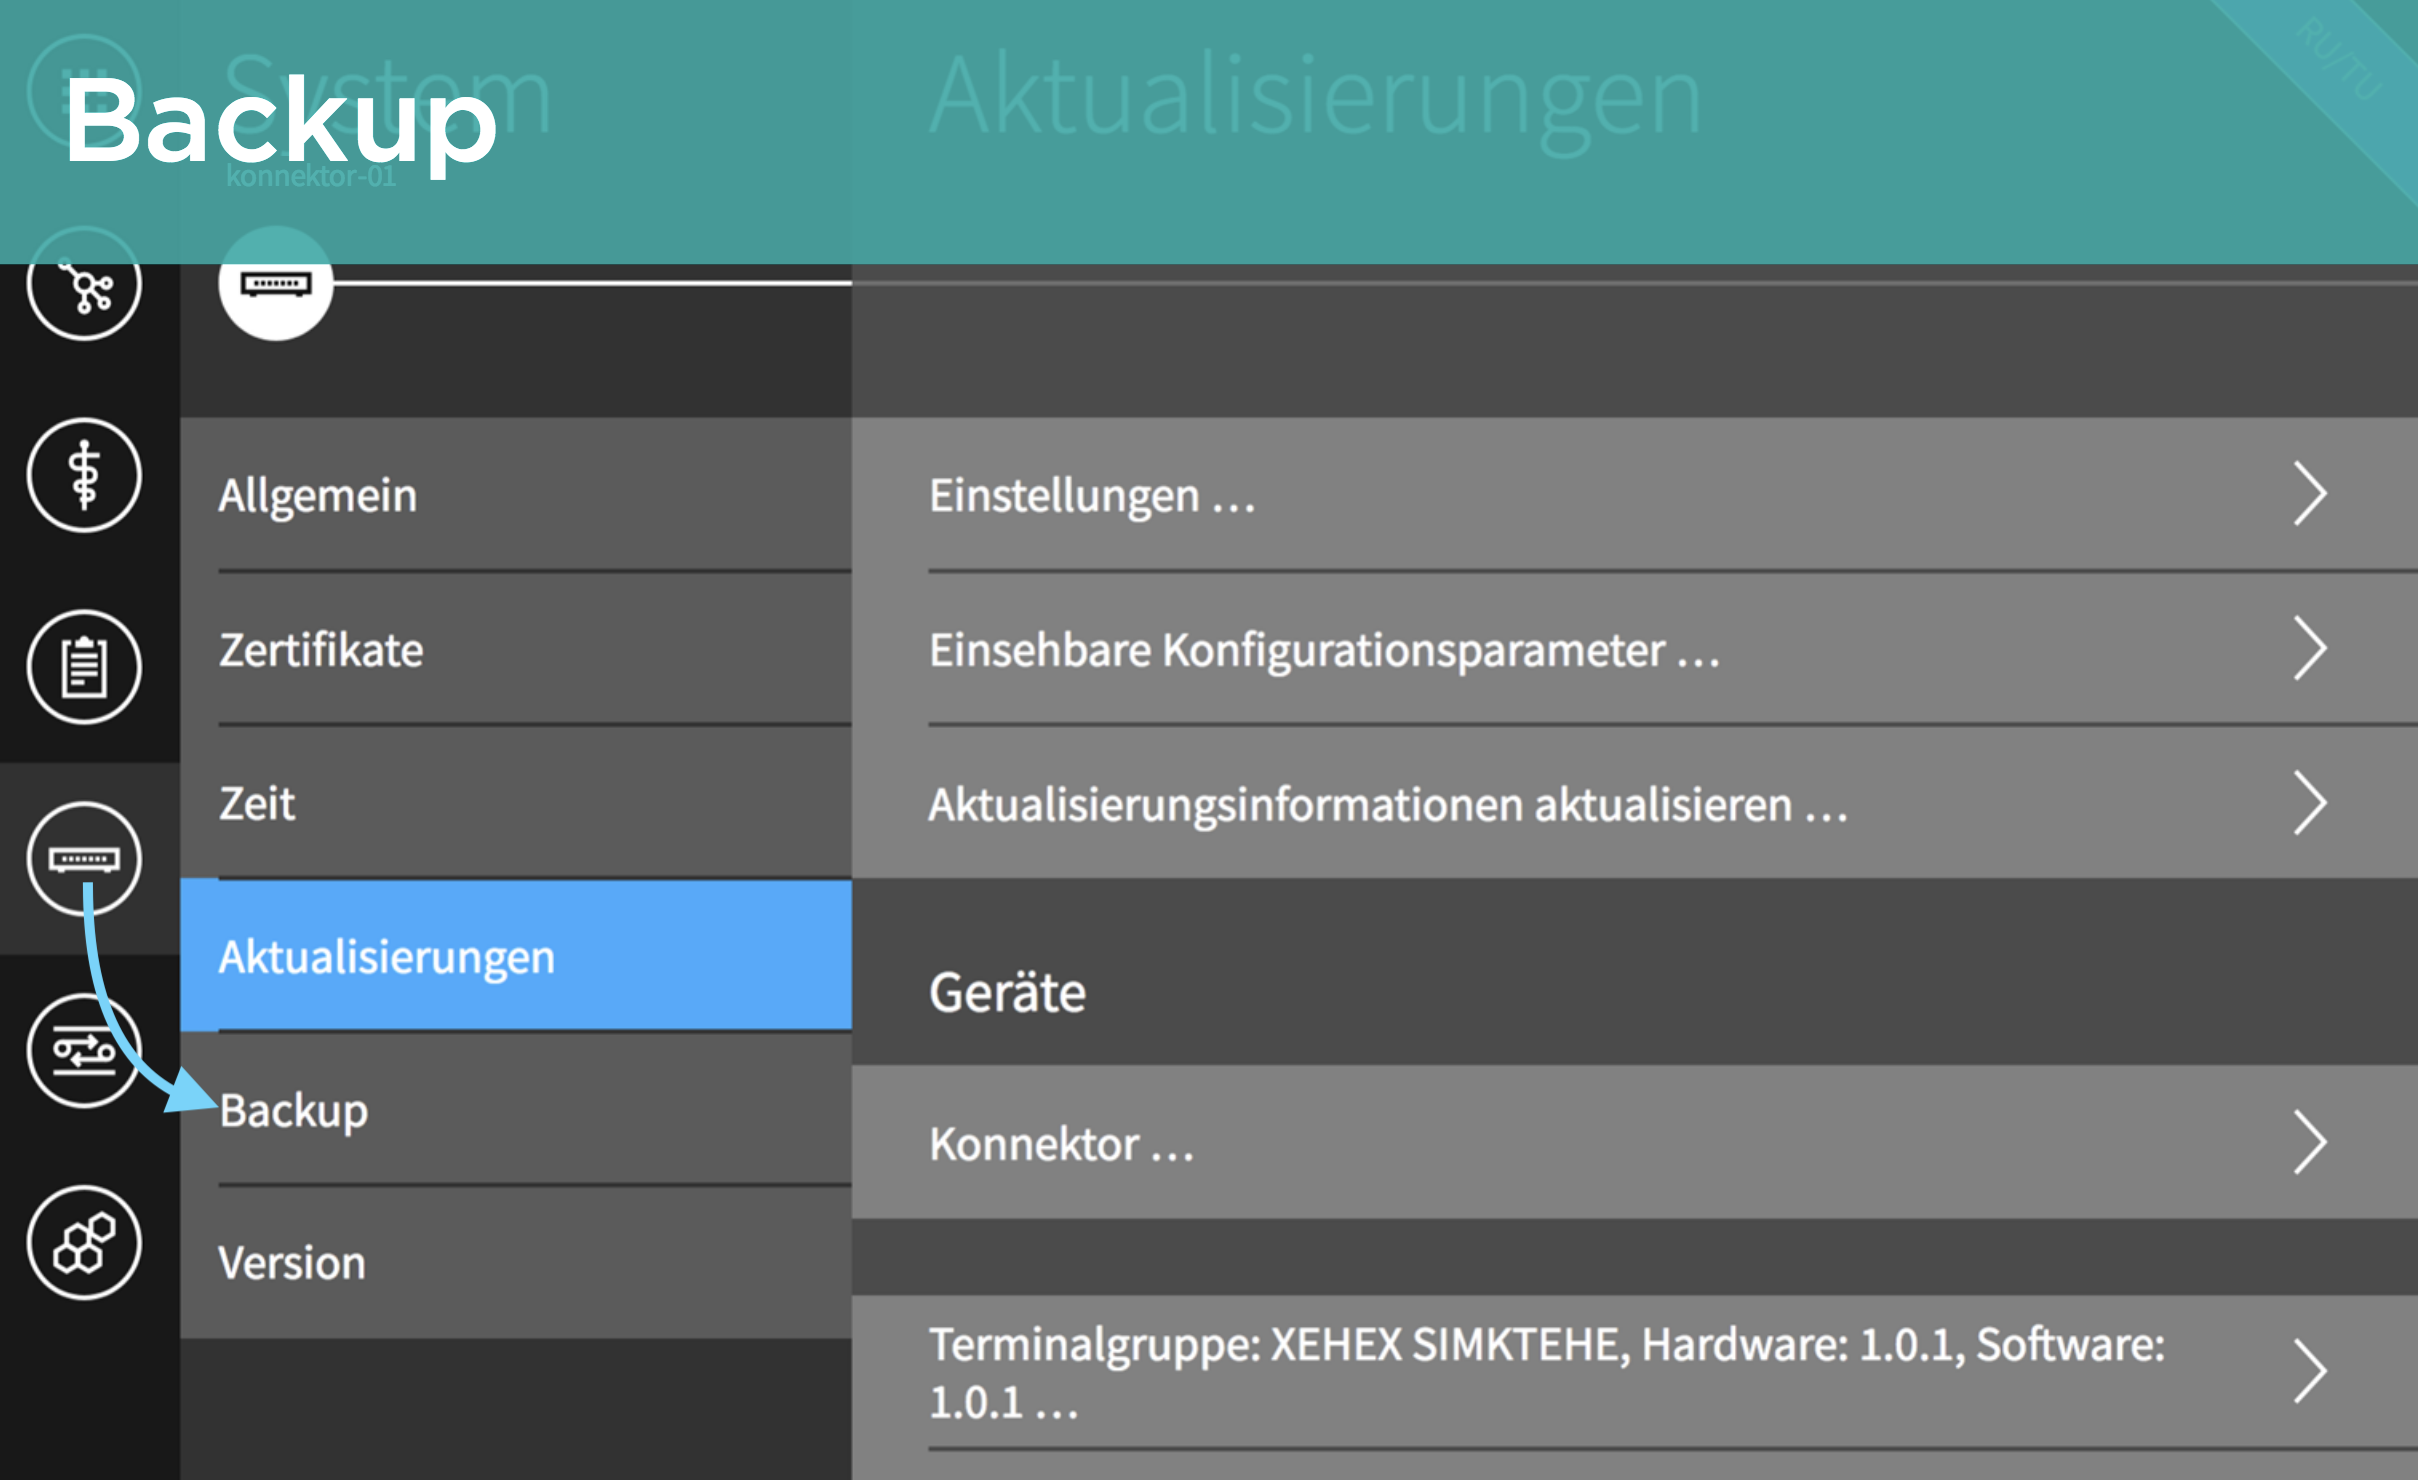 Backup
System
konnektor-01
Aktualisierungen
RU/TU
Allgemein
Zertifikate
Zeit
Aktualisierungen
Backup
Version
Einstellungen ...
Einsehbare Konfigurationsparameter ...
Aktualisierungsinformationen aktualisieren ...
Geräte
Konnektor ...
Terminalgruppe: XEHEX SIMKTEHE, Hardware: 1.0.1, Software:
1.0.1 ...